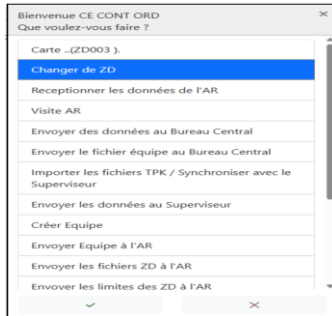 Bienvenue CE CONT ORD
Que voulez-vous faire ?
Carte ..(ZD003 ).
Changer de ZD
Receptionner les données de l'AR
Visite AR
Envoyer des données au Bureau Central
Envoyer le fichier équipe au Bureau Central
Importer les fichiers TPK / Synchroniser avec le
Superviseur
Envoyer les données au Superviseur
Créer Equipe
Envoyer Equipe à l'AR
Envoyer les fichiers ZD à l'AR
Envoyer les limites des ZD à l'AR